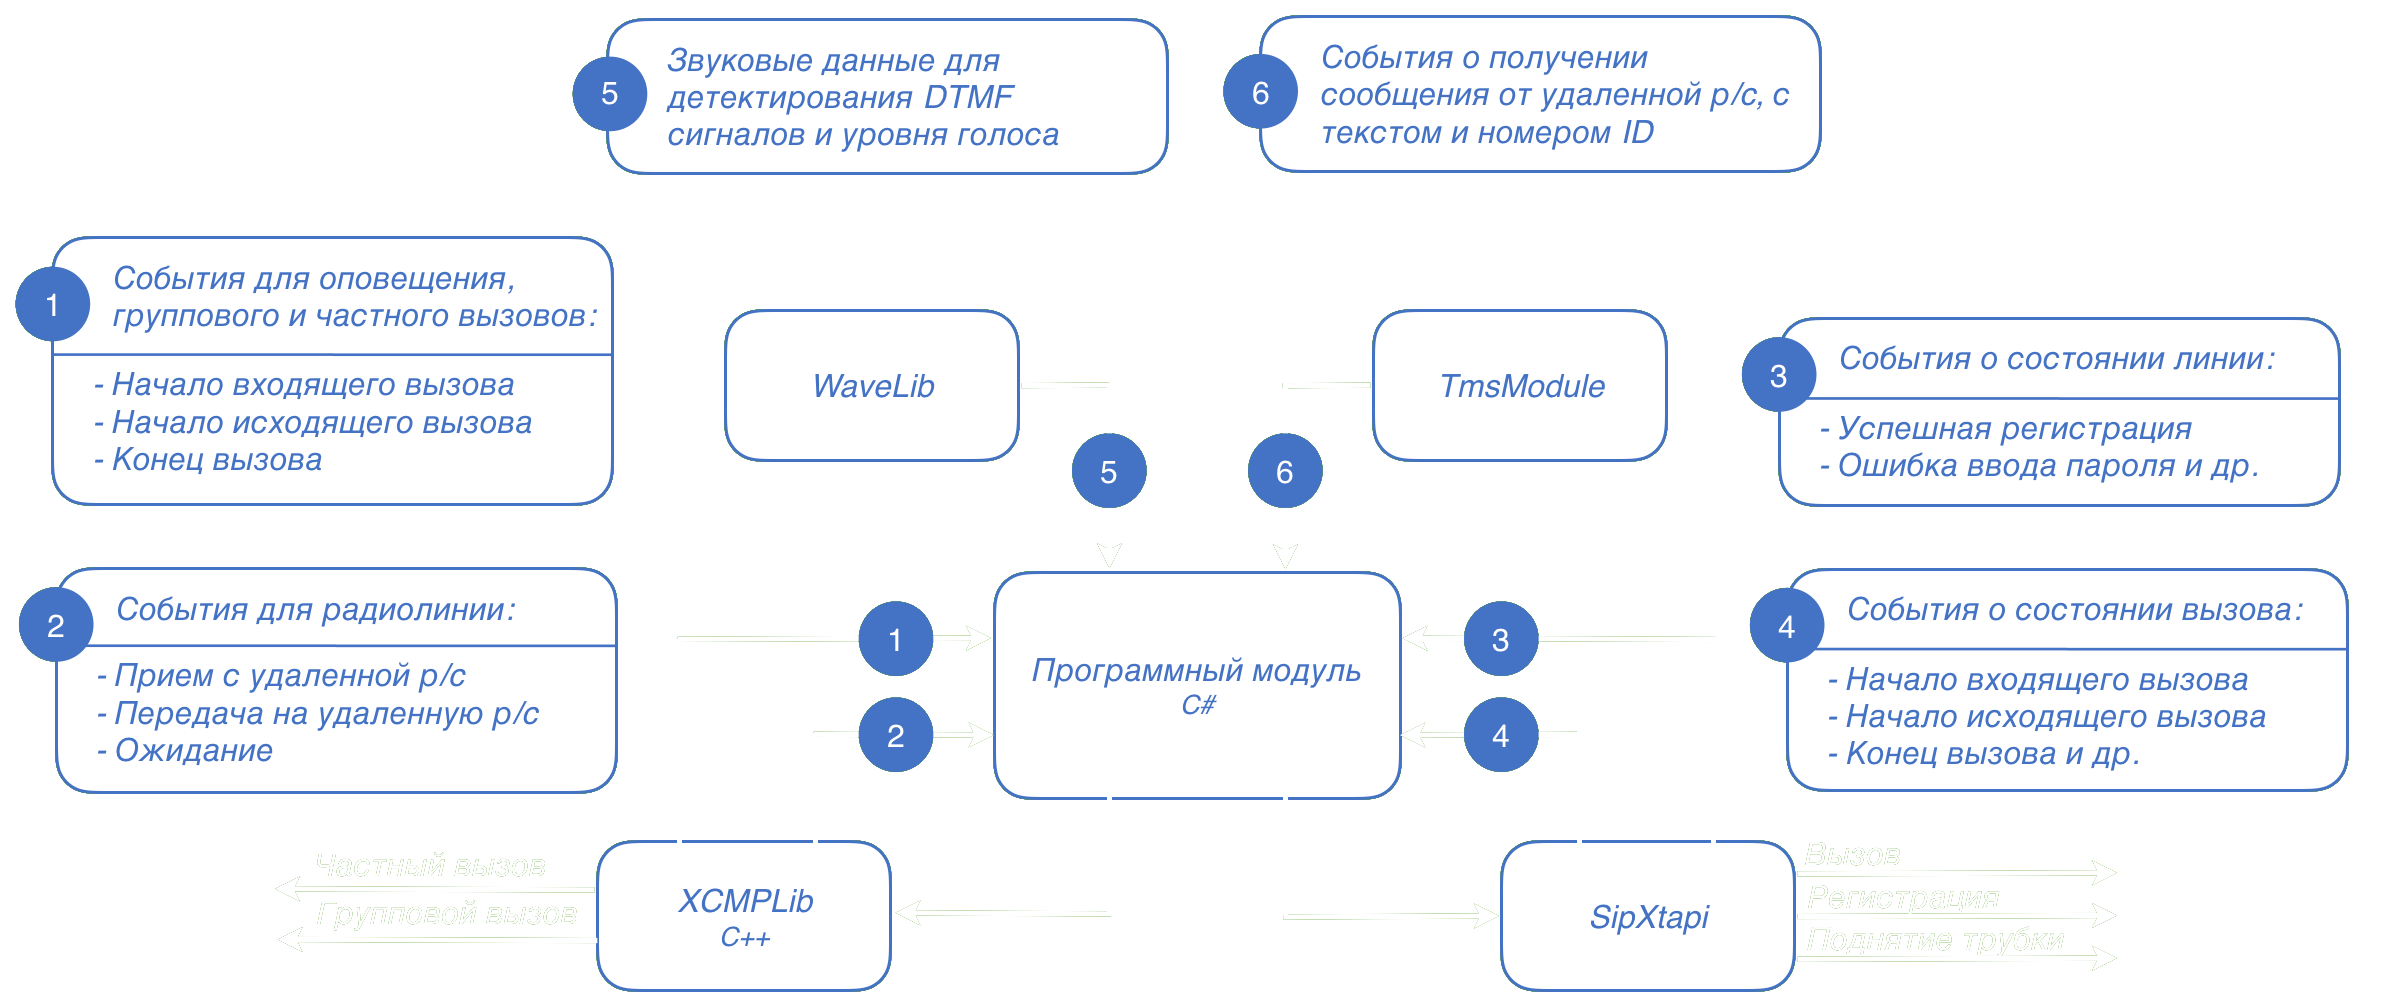 5
Звуковые данные для
детектирования DTMF
сигналов и уровня голоса
6
События о получении
сообщения от удаленной р/с, с
текстом и номером ID
1
События для оповещения,
группового и частного вызовов:
- Начало входящего вызова
- Начало исходящего вызова
- Конец вызова
WaveLib
TmsModule
3
События о состоянии линии:
- Успешная регистрация
- Ошибка ввода пароля и др.
5
6
2
События для радиолинии:
- Прием с удаленной р/с
- Передача на удаленную р/с
- Ожидание
1
2
Программный модуль
C#
3
4
4
События о состоянии вызова:
- Начало входящего вызова
- Начало исходящего вызова
- Конец вызова и др.
Частный вызов
Групповой вызов
XCMPLib
C++
SipXtapi
Вызов
Регистрация
Поднятие трубки